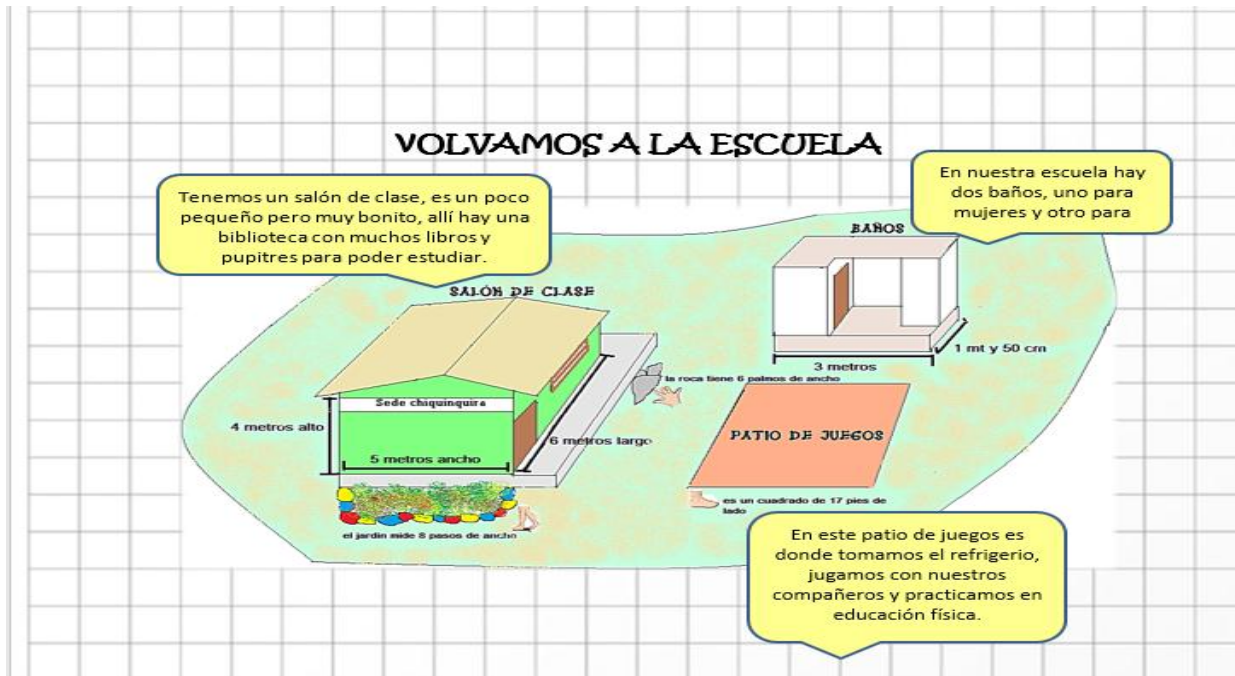 VOLVAMOS A LA ESCUELA
Tenemos un salón de clase, es un poco
pequeño pero muy bonito, allí hay una
biblioteca con muchos libros y
pupitres para poder estudiar.
En nuestra escuela hay
dos baños, uno para
mujeres y otro para
BAÑOS
SALÓN DE CLASE
1 mt y 50 cm
3 metros
la roca tiene 6 palmos de ancho
Sede chiquinquira
4 metros alto
6 metros largo
PATIO DE JUEGOS
5 metros ancho
es un cuadrado de 17 pies de
lado
el jardin mide 8 pasos de ancho
En este patio de juegos es
donde tomamos el refrigerio,
jugamos con nuestros
compañeros y practicamos en
educación física.